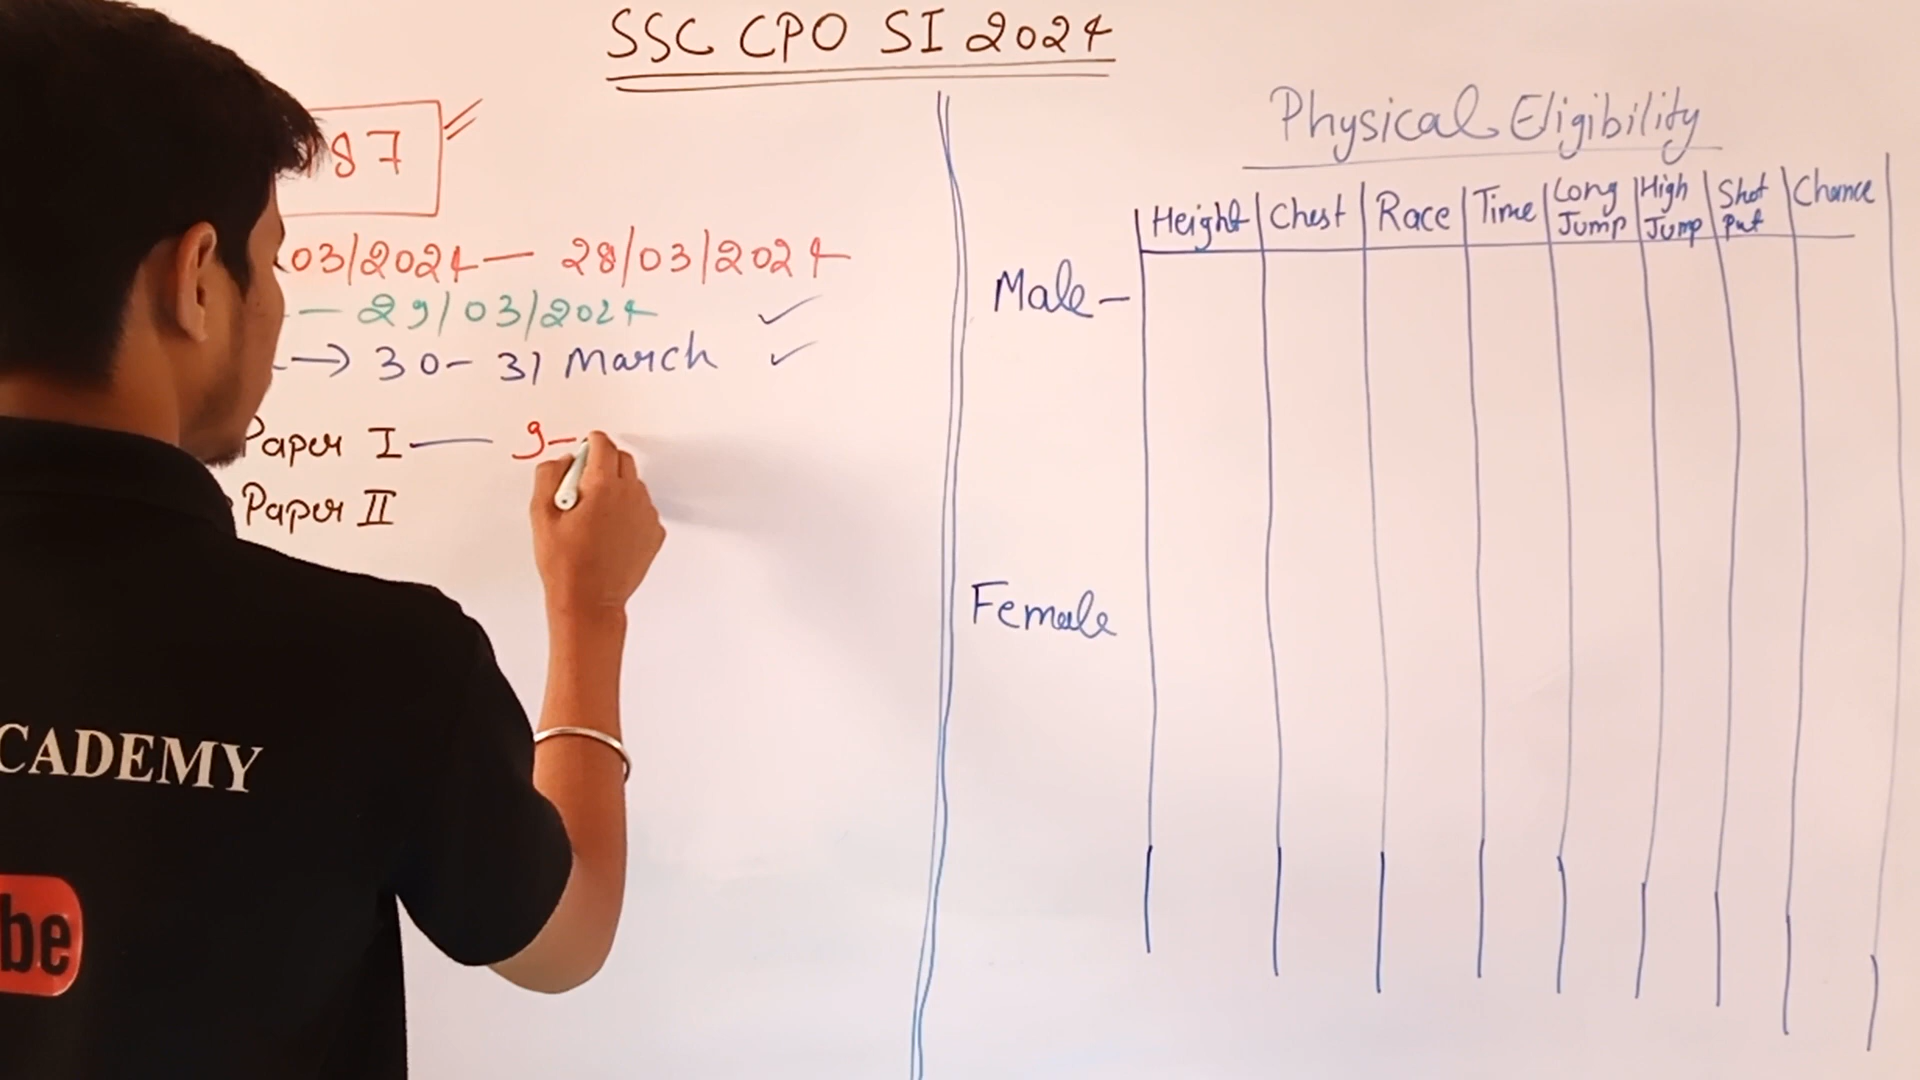 SSC CPO SI 2024
87
03/2024 — 28/03/2024
— 29/03/2024
→ 30 - 31 March
Paper I — 9-
Paper II
Physical Eligibility
Height Chest Race Time Long Jump High Jump Shot Put Chance
Male -
Female
CADEMY
be